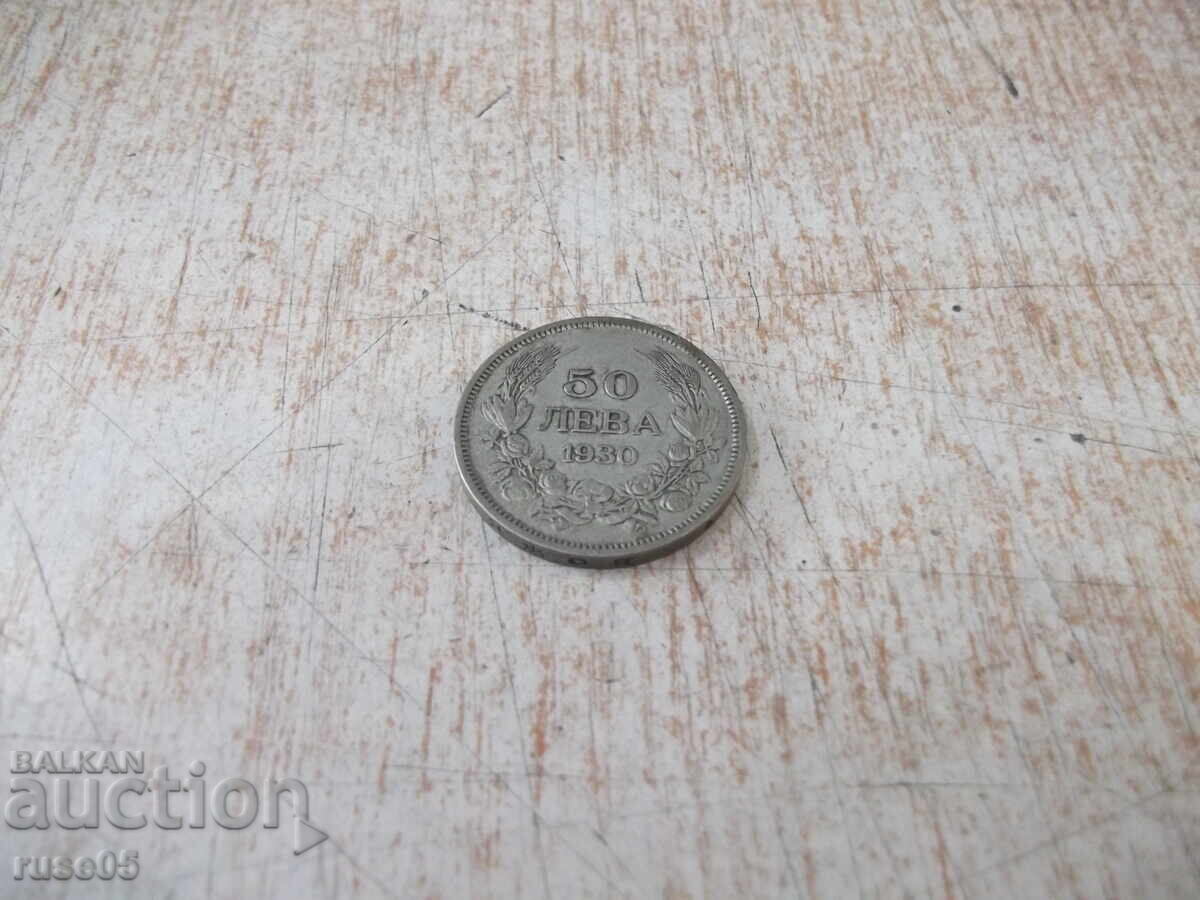 50
ЛЕВА
1930
BALKAN
auction
ruse05